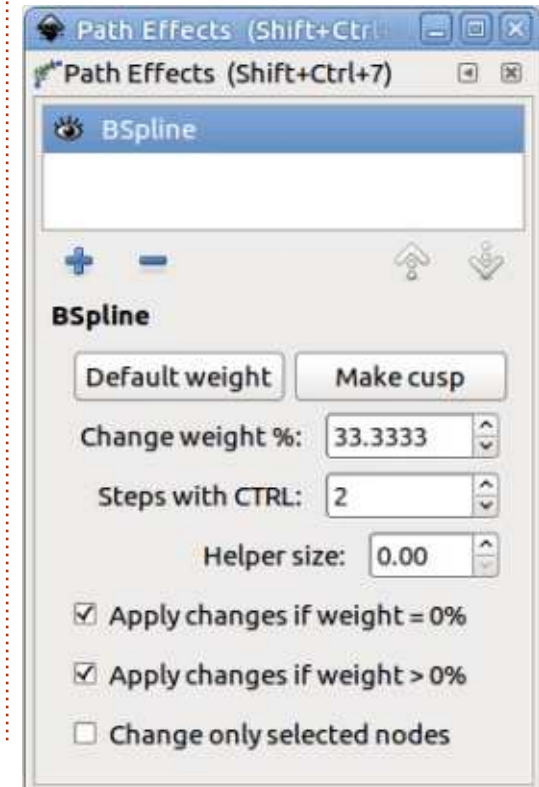 Path Effects (Shift+Ctrl
Path Effects (Shift+Ctrl+7)
BSpline
BSpline
Default weight Make cusp
Change weight %: 33.3333
Steps with CTRL: 2
Helper size: 0.00
Apply changes if weight = 0%
Apply changes if weight > 0%
Change only selected nodes